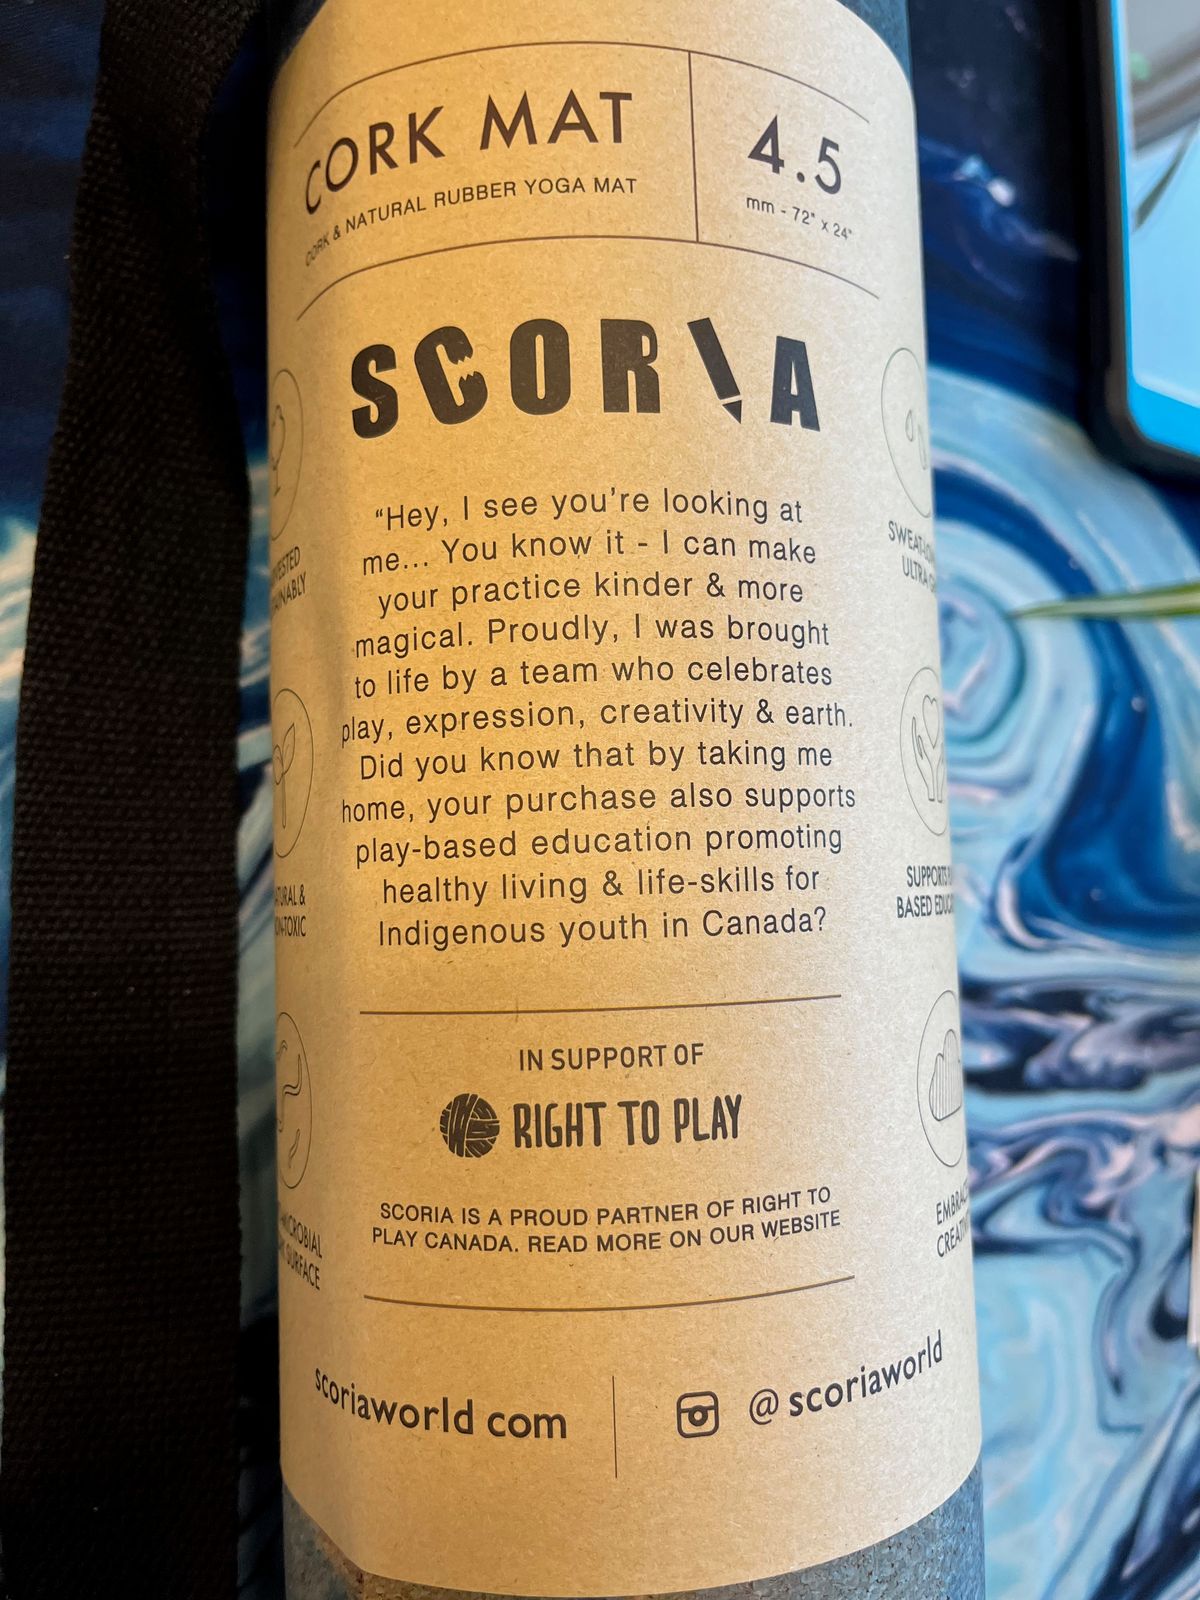 CORK MAT
CORK & NATURAL RUBBER YOGA MAT
4.5
mm - 72" x 24"
SCORIA
“Hey, I see you’re looking at
me... You know it - I can make
your practice kinder & more
magical. Proudly, I was brought
to life by a team who celebrates
play, expression, creativity & earth.
Did you know that by taking me
home, your purchase also supports
play-based education promoting
healthy living & life-skills for
Indigenous youth in Canada?
IN SUPPORT OF
RIGHT TO PLAY
SCORIA IS A PROUD PARTNER OF RIGHT TO
PLAY CANADA. READ MORE ON OUR WEBSITE
scoriaworld com
@scoriaworld
SUPPORTS
BASED